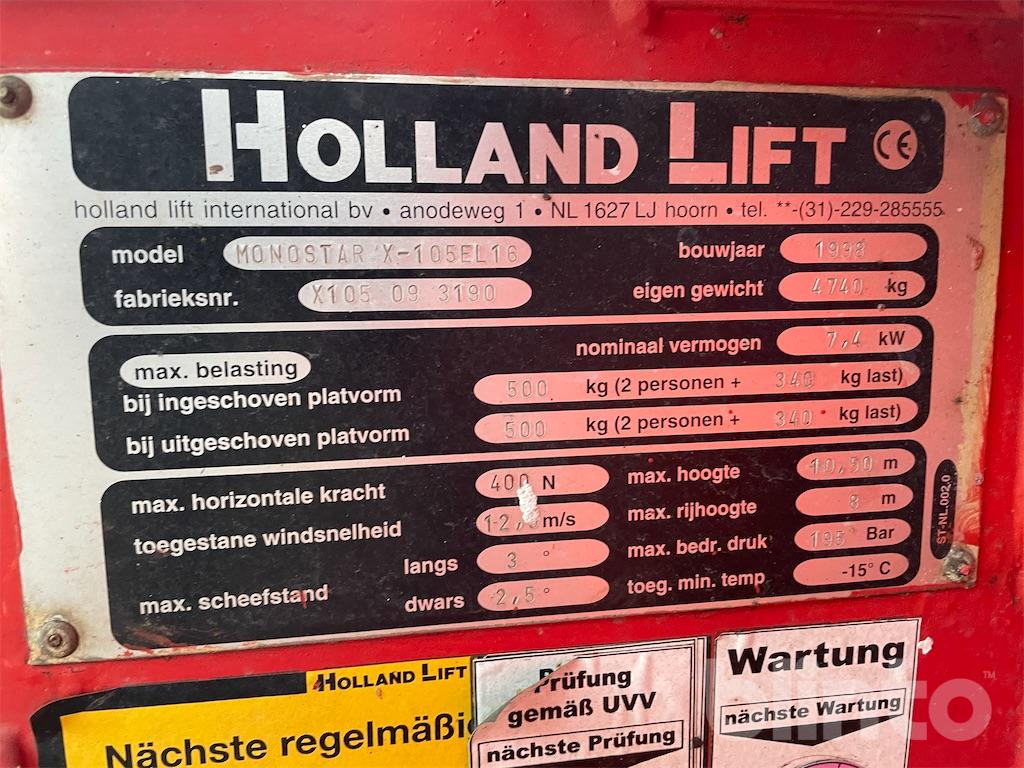 HOLLAND LIFT CE
holland lift international bv • anodeweg 1 • NL 1627 LJ hoorn • tel. **-(31)-229-285555
model MONOSTAR X-105EL16 bouwjaar 1998
fabrieksnr. X105 09 3190 eigen gewicht 4740 kg
nominaal vermogen 7,4 kW
max. belasting
bij ingeschoven platvorm 500 kg (2 personen + 340 kg last)
bij uitgeschoven platvorm 500 kg (2 personen + 340 kg last)
max. horizontale kracht 400 N max. hoogte 10,50 m
toegestane windsnelheid m/s max. rijhoogte 8 m
langs 3 ° max. bedr. druk 195 Bar
max. scheefstand dwars 2,5 ° toeg. min. temp -15° C
ST-NL.002.0
HOLLAND LIFT
Nächste
Prüfung
gemäß UVV
nächste Prüfung
Wartung
nächste Wartung